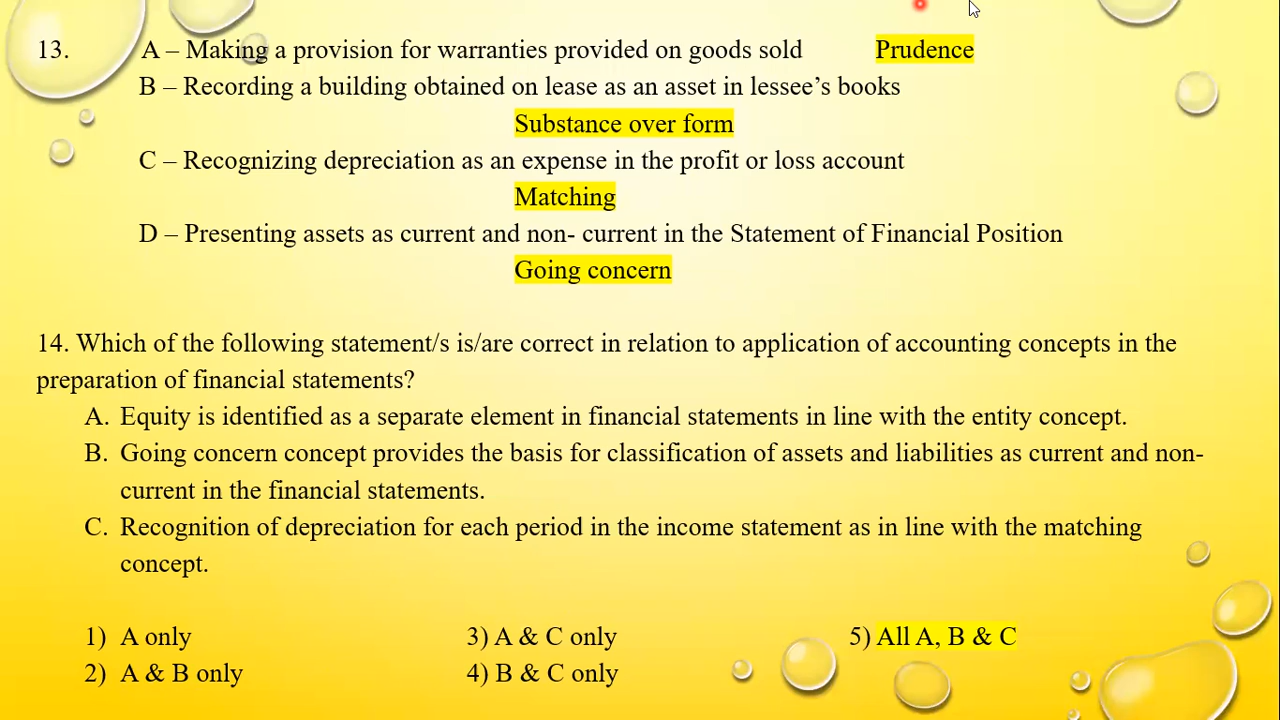 13. A – Making a provision for warranties provided on goods sold Prudence
B – Recording a building obtained on lease as an asset in lessee’s books
Substance over form
C – Recognizing depreciation as an expense in the profit or loss account
Matching
D – Presenting assets as current and non- current in the Statement of Financial Position
Going concern
14. Which of the following statement/s is/are correct in relation to application of accounting concepts in the
preparation of financial statements?
A. Equity is identified as a separate element in financial statements in line with the entity concept.
B. Going concern concept provides the basis for classification of assets and liabilities as current and non-
current in the financial statements.
C. Recognition of depreciation for each period in the income statement as in line with the matching
concept.
1) A only 3) A & C only 5) All A, B & C
2) A & B only 4) B & C only